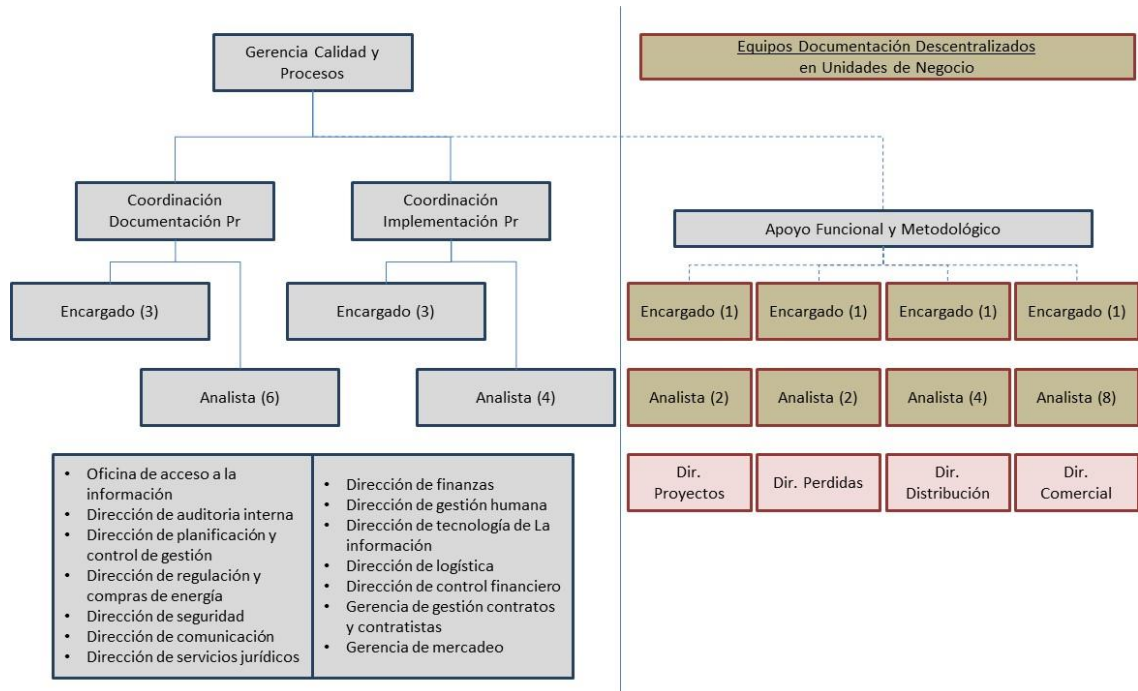 Gerencia Calidad y
Procesos
Equipos Documentación Descentralizados
en Unidades de Negocio
Coordinación
Documentación Pr
Coordinación
Implementación Pr
Apoyo Funcional y Metodológico
Encargado (3)
Encargado (3)
Encargado (1)
Encargado (1)
Encargado (1)
Encargado (1)
Analista (6)
Analista (4)
Analista (2)
Analista (2)
Analista (4)
Analista (8)
Dir.
Proyectos
Dir. Perdidas
Dir.
Distribución
Dir.
Comercial
• Oficina de acceso a la
información
• Dirección de auditoria interna
• Dirección de planificación y
control de gestión
• Dirección de regulación y
compras de energía
• Dirección de seguridad
• Dirección de comunicación
• Dirección de servicios jurídicos
• Dirección de finanzas
• Dirección de gestión humana
• Dirección de tecnología de La
información
• Dirección de logística
• Dirección de control financiero
• Gerencia de gestión contratos
y contratistas
• Gerencia de mercadeo